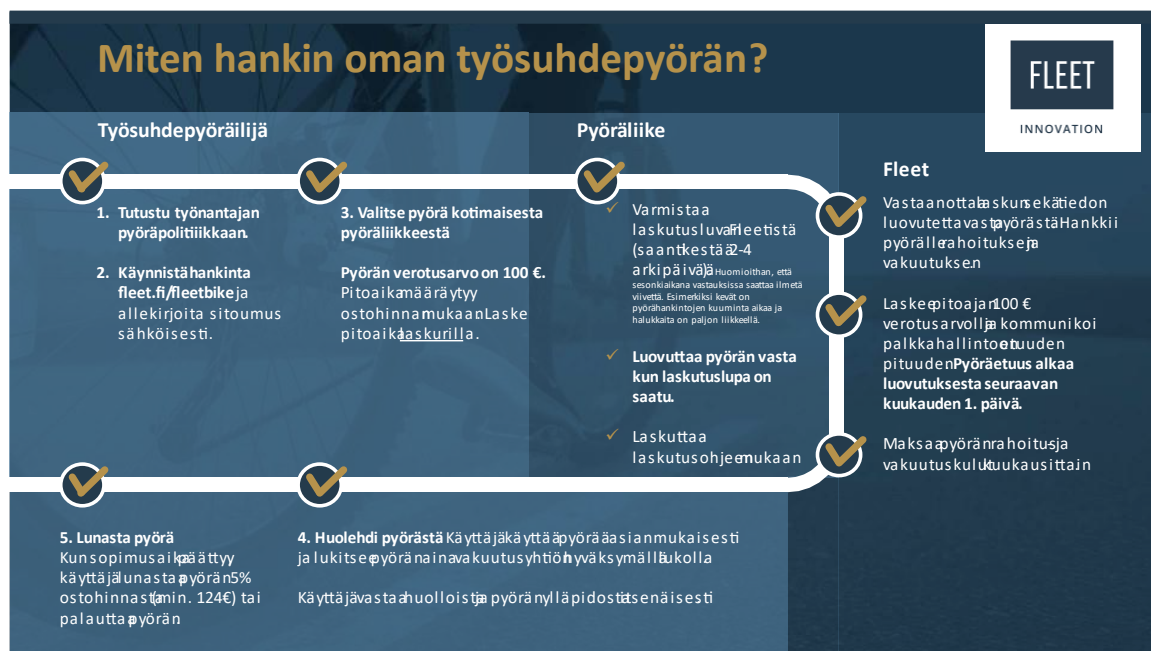 Miten hankin oman työsuhdepyörän?
FLEET
INNOVATION
Työsuhdepyöräilijä
1. Tutustu työnantajan
pyöräpolitiikkaan.
2. Käynnistä hankinta
fleet.fi/fleetbike ja
allekirjoita sitoumus
sähköisesti.
3. Valitse pyörä kotimaisesta
pyöräliikkeestä
Pyörän verotusarvo on 100 €.
Pitoaika määräytyy
ostohinnan mukaan. Laske
pitoaika laskurilla.
Pyöräliike
✓ Varmistaa
laskutusluvan Fleetistä
(saanti kestää 2-4
arkipäivää). Huomioithan, että
sesonkiaikana vastauksissa saattaa ilmetä
viivettä. Esimerkiksi kevät on
pyörähankintojen kuuminta aikaa ja
halukkaita on paljon liikkeellä.
✓ Luovuttaa pyörän vasta
kun laskutuslupa on
saatu.
✓ Laskuttaa
laskutusohjeen mukaan
Fleet
Vastaanottaa laskun sekä tiedon
luovutettavasta pyörästä. Hankkii
pyörälle rahoituksen ja
vakuutuksen.
Laskee pitoajan 100 €
verotusarvolla ja kommunikoi
palkkahallintoon etuuden
pituuden. Pyöräetuus alkaa
luovutuksesta seuraavan
kuukauden 1. päivä.
Maksaa pyörän rahoitus- ja
vakuutuskulut kuukausittain.
4. Huolehdi pyörästä Käyttäjä käyttää pyörää asianmukaisesti
ja lukitsee pyörän aina vakuutusyhtiön hyväksymällä lukolla.
Käyttäjä vastaa huolloista ja pyörän ylläpidosta itsenäisesti.
5. Lunasta pyörä
Kun sopimusaika päättyy
käyttäjä lunastaa pyörän 5%
ostohinnasta (min. 124€) tai
palauttaa pyörän.